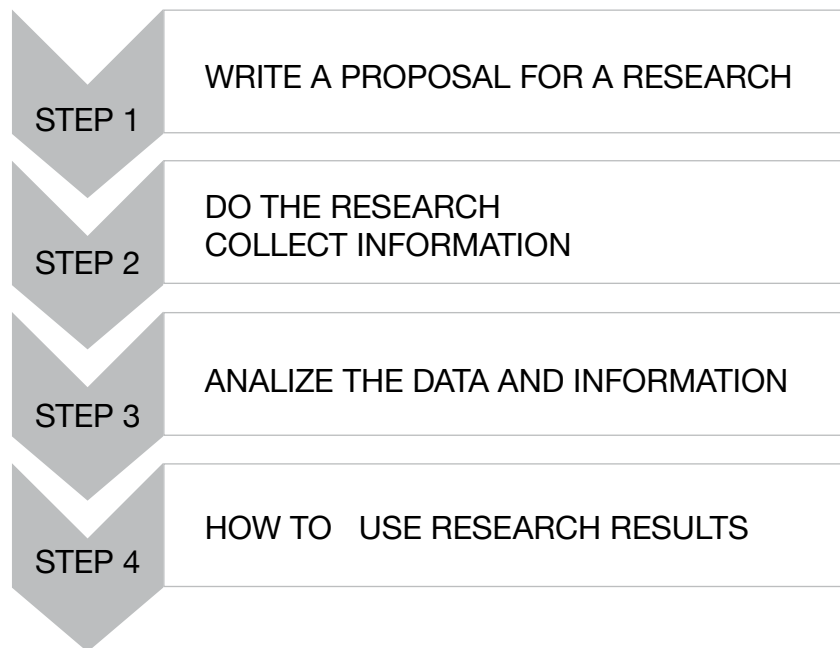 STEP 1
WRITE A PROPOSAL FOR A RESEARCH
STEP 2
DO THE RESEARCH
COLLECT INFORMATION
STEP 3
ANALIZE THE DATA AND INFORMATION
STEP 4
HOW TO   USE RESEARCH RESULTS